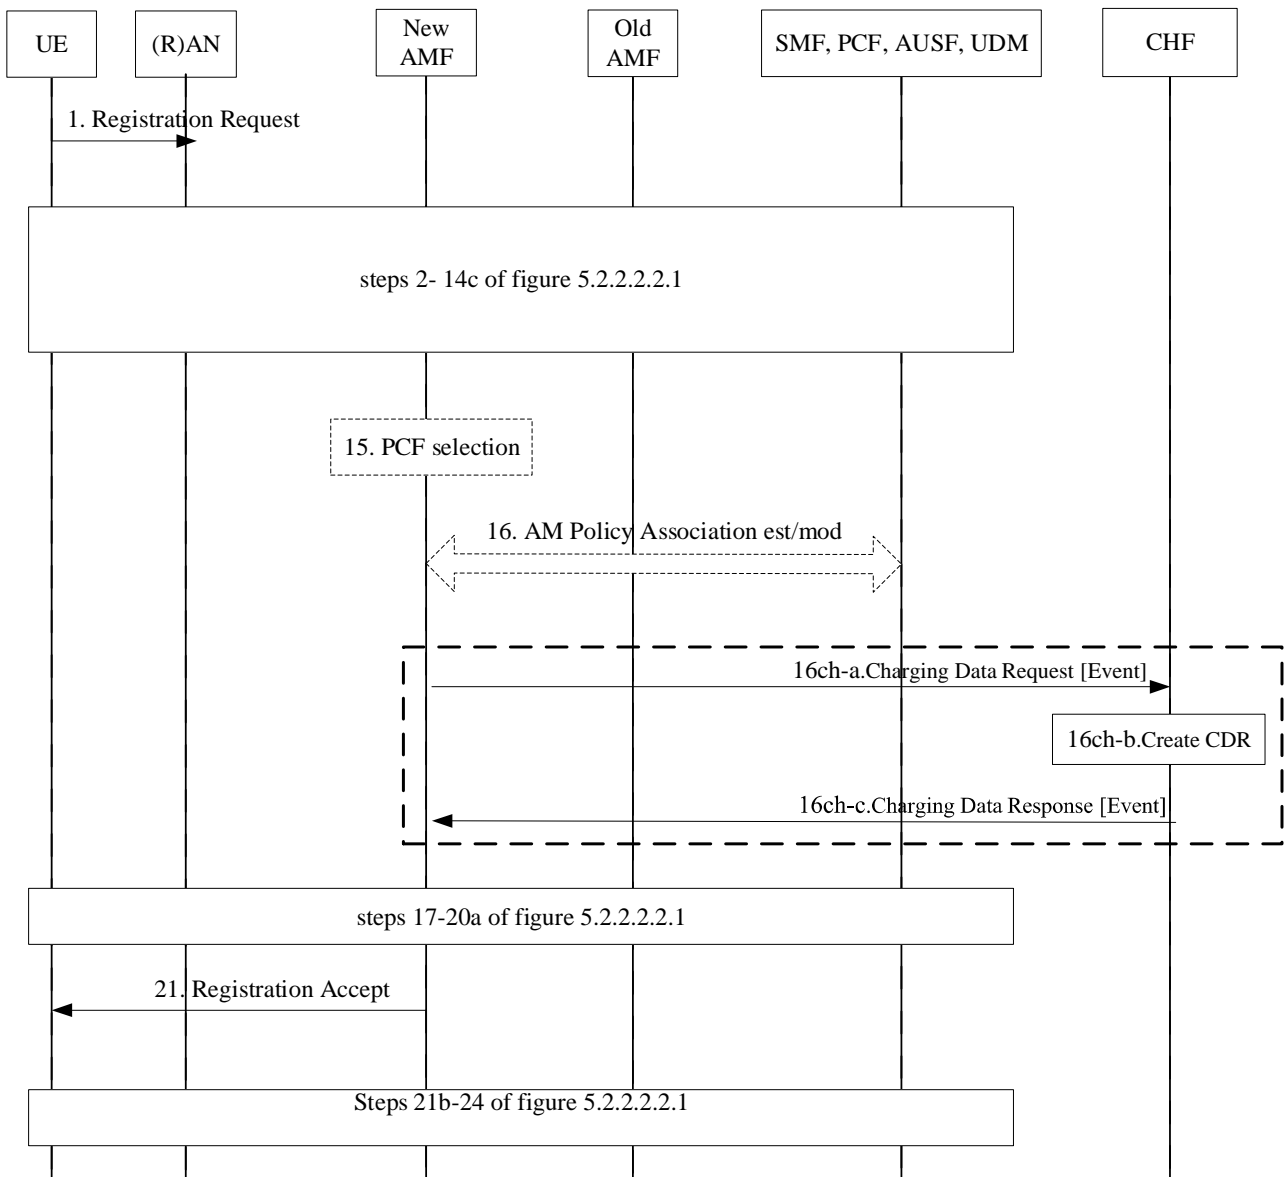 UE
(R)AN
New
AMF
Old
AMF
SMF, PCF, AUSF, UDM
CHF
1. Registration Request
steps 2- 14c of figure 5.2.2.2.2.1
15. PCF selection
16. AM Policy Association est/mod
16ch-a.Charging Data Request [Event]
16ch-b.Create CDR
16ch-c.Charging Data Response [Event]
steps 17-20a of figure 5.2.2.2.2.1
21. Registration Accept
Steps 21b-24 of figure 5.2.2.2.2.1